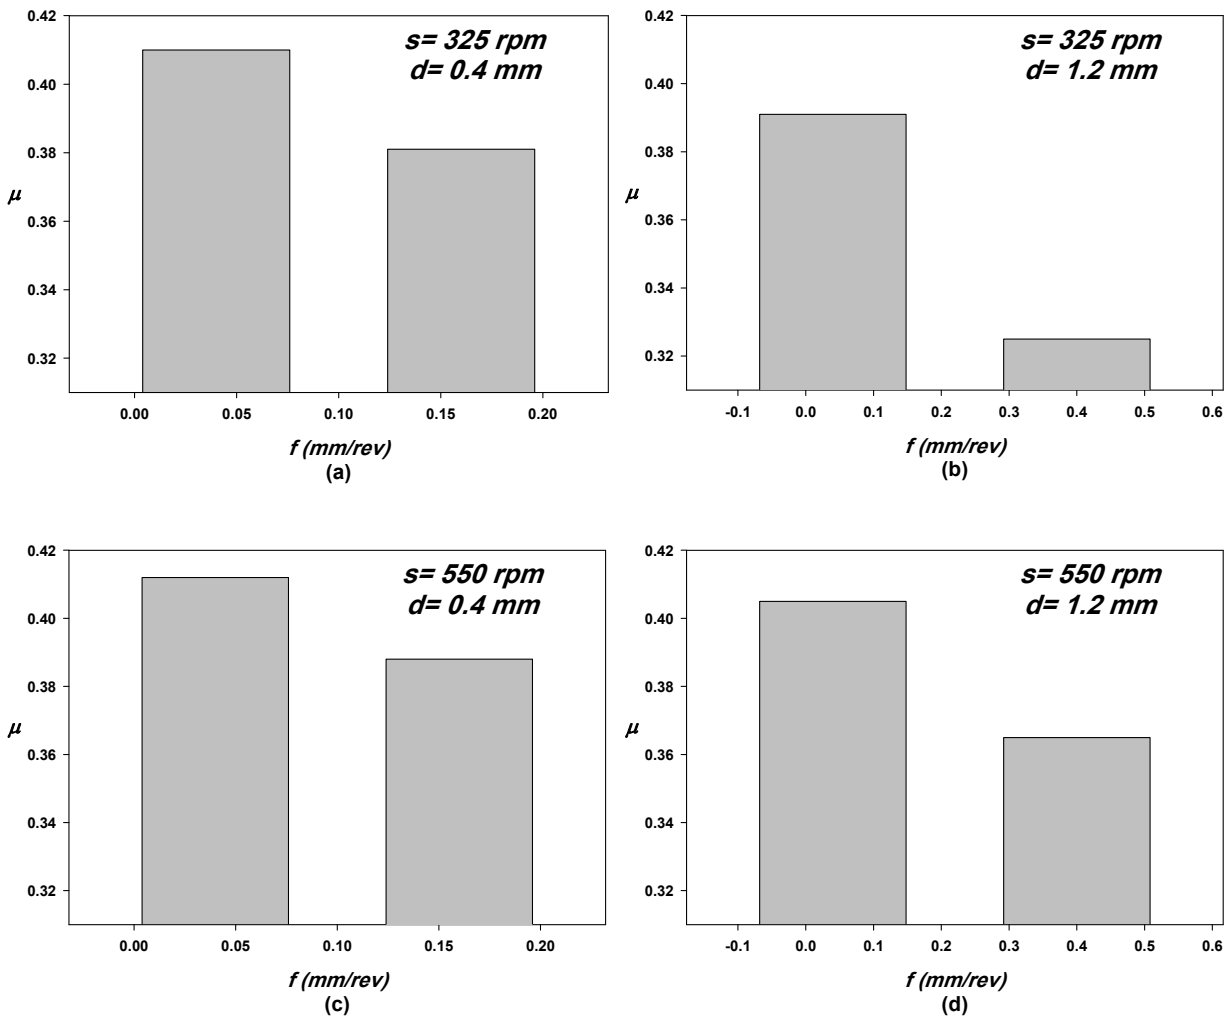 0.42
0.40
0.38
0.36
0.34
0.32
μ
s= 325 rpm
d= 0.4 mm
0.00 0.05 0.10 0.15 0.20
f (mm/rev)
(a)
0.42
0.40
0.38
0.36
0.34
0.32
μ
s= 325 rpm
d= 1.2 mm
-0.1 0.0 0.1 0.2 0.3 0.4 0.5 0.6
f (mm/rev)
(b)
0.42
0.40
0.38
0.36
0.34
0.32
μ
s= 550 rpm
d= 0.4 mm
0.00 0.05 0.10 0.15 0.20
f (mm/rev)
(c)
0.42
0.40
0.38
0.36
0.34
0.32
μ
s= 550 rpm
d= 1.2 mm
-0.1 0.0 0.1 0.2 0.3 0.4 0.5 0.6
f (mm/rev)
(d)